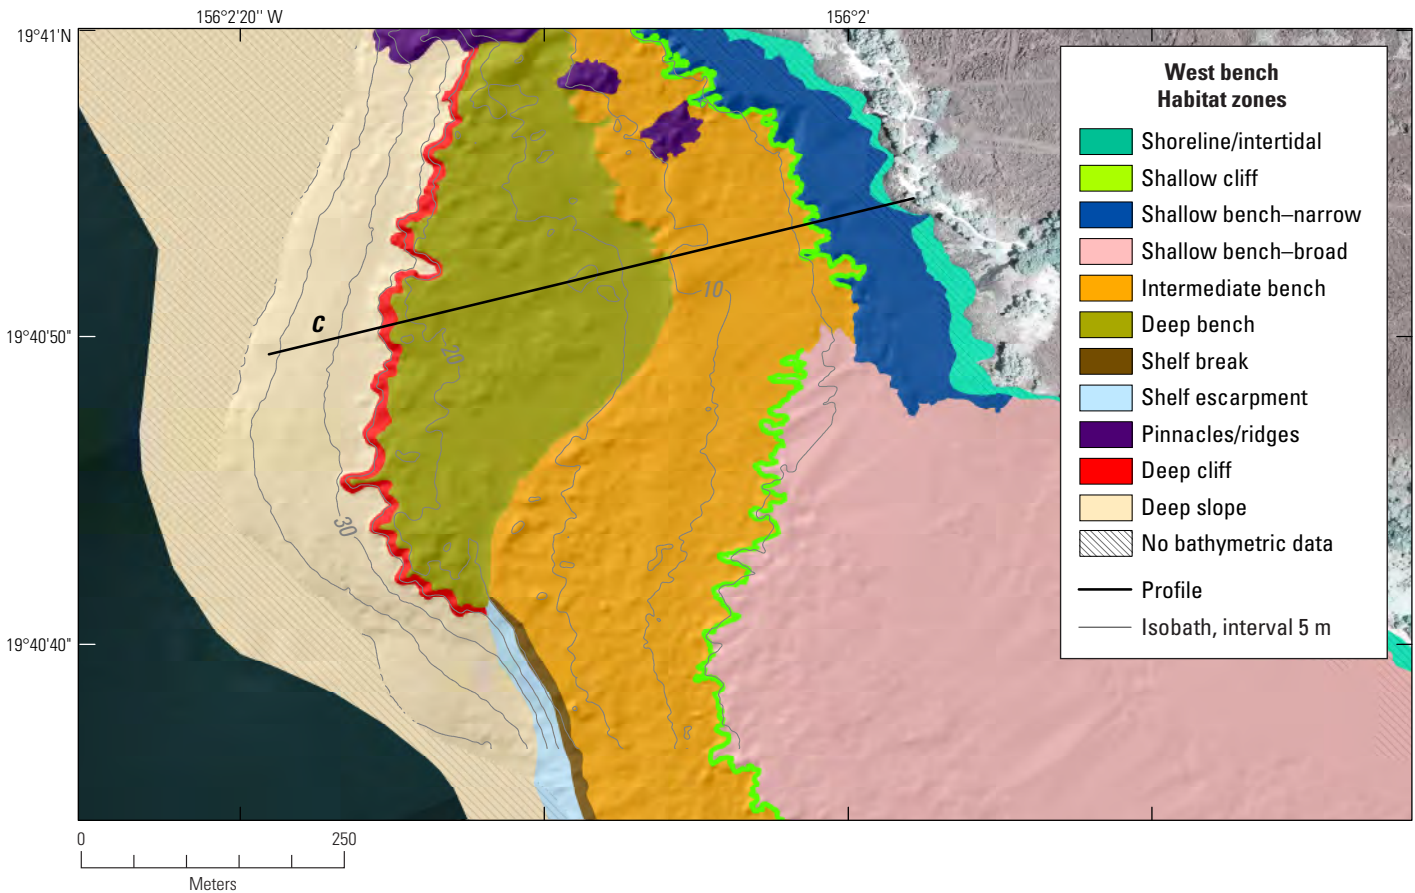 156°2'20" W
156°2'
19°41'N
West bench
Habitat zones
Shoreline/intertidal
Shallow cliff
Shallow bench–narrow
Shallow bench–broad
Intermediate bench
Deep bench
Shelf break
Shelf escarpment
Pinnacles/ridges
Deep cliff
Deep slope
No bathymetric data
Profile
Isobath, interval 5 m
10
C
19°40'50"
20
30
19°40'40"
0
250
Meters